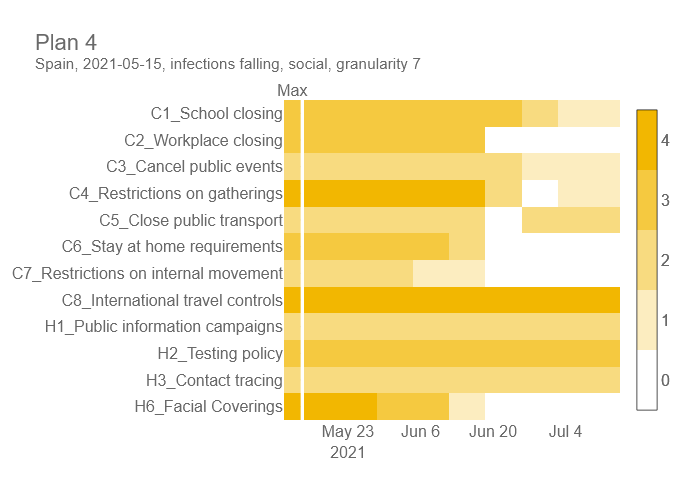 Plan 4
Spain, 2021-05-15, infections falling, social, granularity 7
Max
C1_School closing
C2_Workplace closing
C3_Cancel public events
C4_Restrictions on gatherings
C5_Close public transport
C6_Stay at home requirements
C7_Restrictions on internal movement
C8_International travel controls
H1_Public information campaigns
H2_Testing policy
H3_Contact tracing
H6_Facial Coverings
May 23 Jun 6 Jun 20 Jul 4
2021
4
3
2
1
0